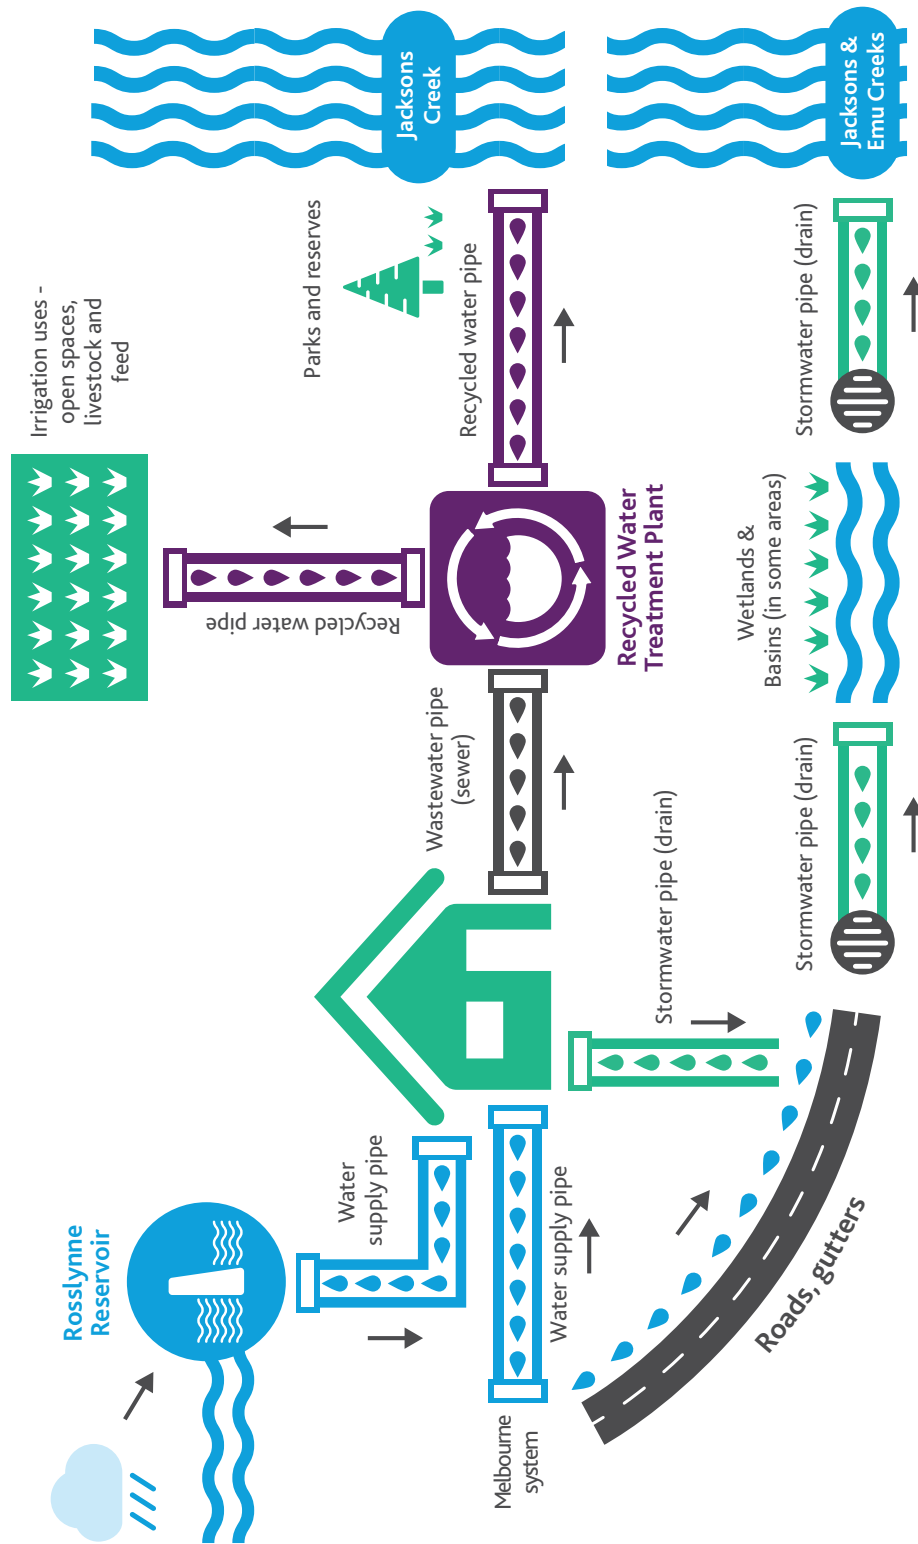 Rosslynne
Reservoir
Water
supply pipe
Melbourne
system
Water supply pipe
Roads, gutters
Stormwater pipe (drain)
Wastewater pipe
(sewer)
Recycled Water
Treatment Plant
Recycled water pipe
Irrigation uses -
open spaces,
livestock and
feed
Parks and reserves
Recycled water pipe
Jacksons
Creek
Stormwater pipe (drain)
Wetlands &
Basins (in some areas)
Stormwater pipe (drain)
Jacksons &
Emu Creeks